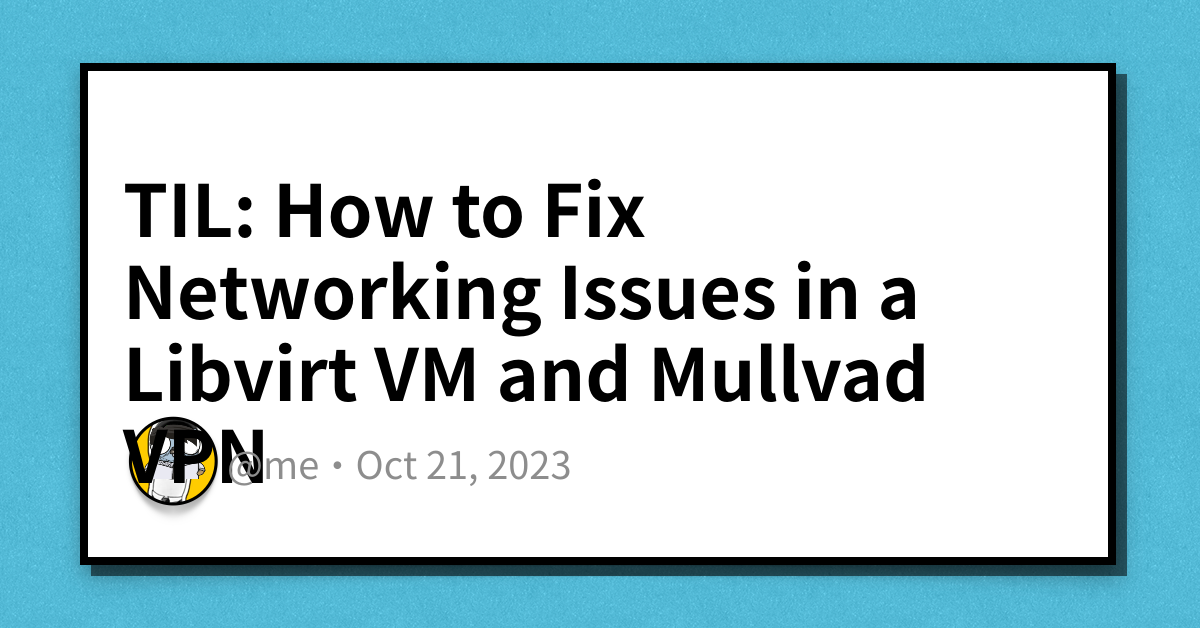 TIL: How to Fix
Networking Issues in a
Libvirt VM and Mullvad
VPN
@me • Oct 21, 2023